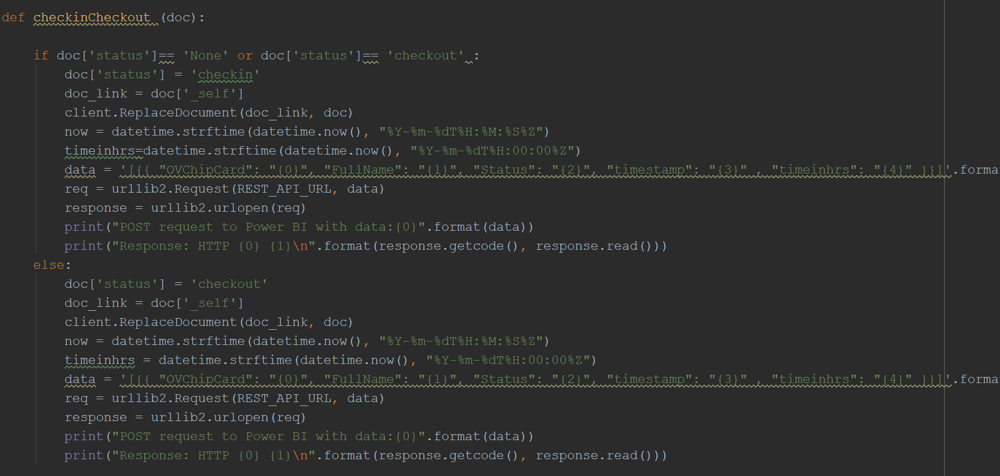 def checkinCheckout (doc):
if doc['status']== 'None' or doc['status']== 'checkout' :
doc['status'] = 'checkin'
doc_link = doc['_self']
client.ReplaceDocument(doc_link, doc)
now = datetime.strftime(datetime.now(), "%Y-%m-%dT%H:%M:%S%Z")
timeinhrs=datetime.strftime(datetime.now(), "%Y-%m-%dT%H:00:00%Z")
data = '[{{ "OVChipCard": "{0}", "FullName": "{1}", "Status": "{2}", "timestamp": "{3}" , "timeinhrs": "{4}" }}]'.forma
req = urllib2.Request(REST_API_URL, data)
response = urllib2.urlopen(req)
print("POST request to Power BI with data:{0}".format(data))
print("Response: HTTP {0} {1}\n".format(response.getcode(), response.read()))
else:
doc['status'] = 'checkout'
doc_link = doc['_self']
client.ReplaceDocument(doc_link, doc)
now = datetime.strftime(datetime.now(), "%Y-%m-%dT%H:%M:%S%Z")
timeinhrs = datetime.strftime(datetime.now(), "%Y-%m-%dT%H:00:00%Z")
data = '[{{ "OVChipCard": "{0}", "FullName": "{1}", "Status": "{2}", "timestamp": "{3}" , "timeinhrs": "{4}" }}]'.forma
req = urllib2.Request(REST_API_URL, data)
response = urllib2.urlopen(req)
print("POST request to Power BI with data:{0}".format(data))
print("Response: HTTP {0} {1}\n".format(response.getcode(), response.read()))